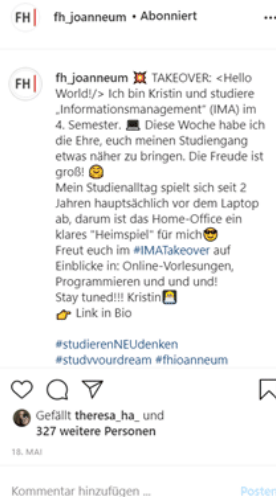 FH
fh_joanneum • Abonniert
FH
fh_joanneum 💥 TAKEOVER: <Hello
World!/> Ich bin Kristin und studiere
„Informationsmanagement" (IMA) im
4. Semester. 💻 Diese Woche habe ich
die Ehre, euch meinen Studiengang
etwas näher zu bringen. Die Freude ist
groß! 🤗
Mein Studienalltag spielt sich seit 2
Jahren hauptsächlich vor dem Laptop
ab, darum ist das Home-Office ein
klares "Heimspiel" für mich😎
Freut euch im #IMATakeover auf
Einblicke in: Online-Vorlesungen,
Programmieren und und und!
Stay tuned!!! Kristin👩‍💻
👉 Link in Bio
#studierenNEUdenken
#studyyourdream #fhjoanneum
Gefällt theresa_ha_ und
327 weitere Personen
18. MAI
Kommentar hinzufügen ...
Posten